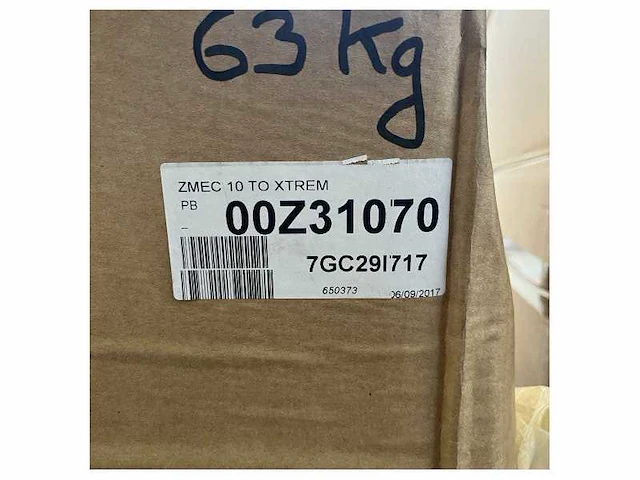 63 kg
ZMEC 10 TO XTREM
PB
00Z31070
-
7GC29I717
650373
06/09/2017